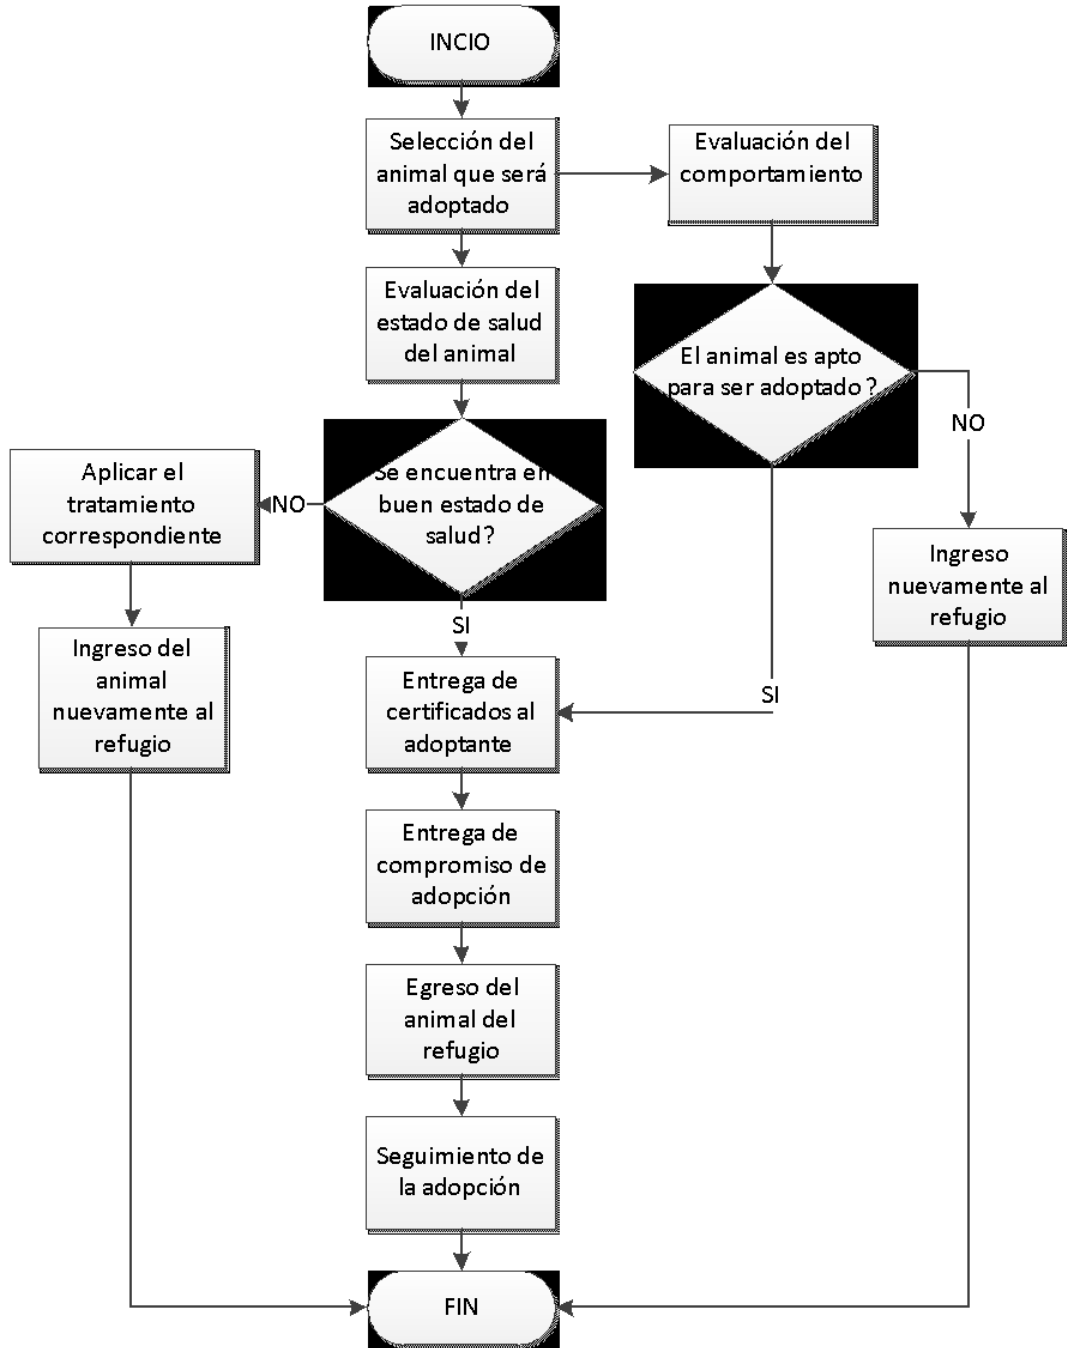 INCIO
Selección del
animal que será
adoptado
Evaluación del
comportamiento
Evaluación del
estado de salud
del animal
El animal es apto
para ser adoptado ?
NO
Se encuentra en
buen estado de
salud?
NO
Aplicar el
tratamiento
correspondiente
Ingreso
nuevamente al
refugio
SI
Ingreso del
animal
nuevamente al
refugio
Entrega de
certificados al
adoptante
SI
Entrega de
compromiso de
adopción
Egreso del
animal del
refugio
Seguimiento de
la adopción
FIN